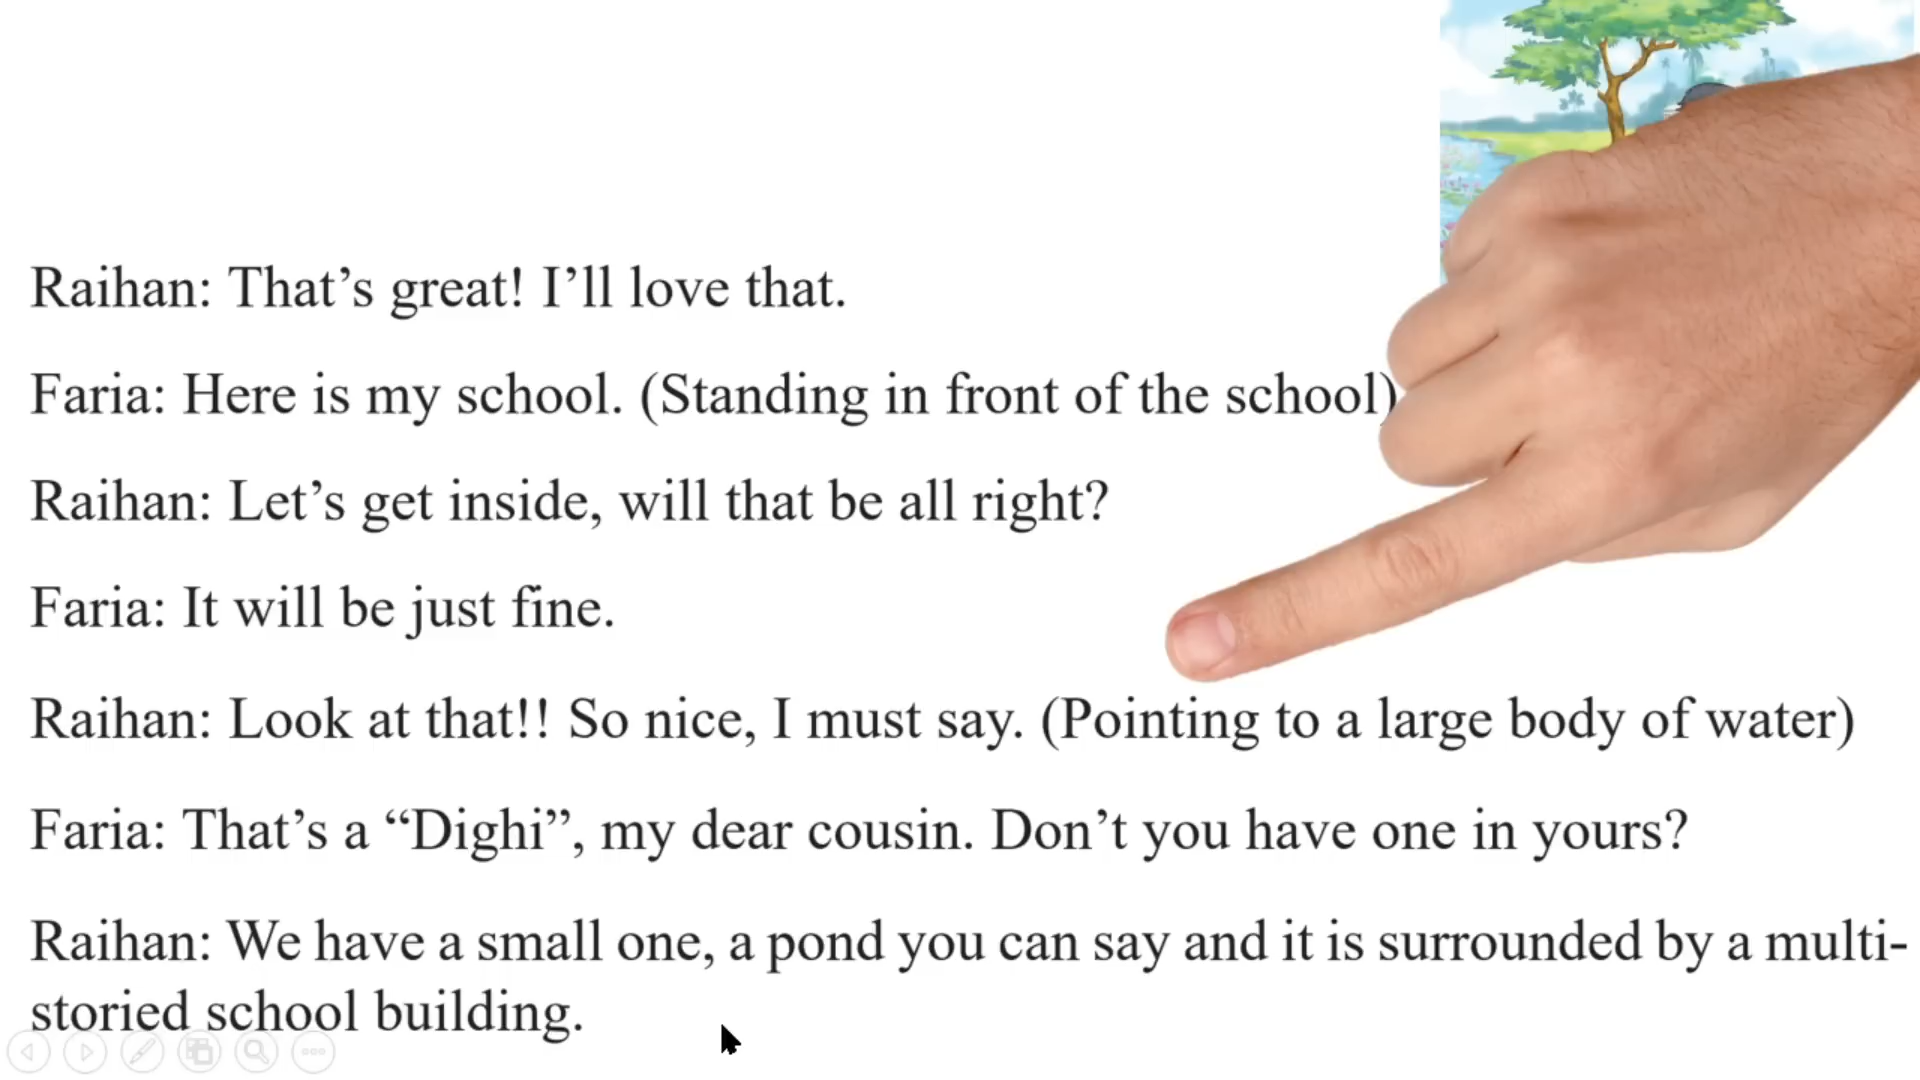 Raihan: That’s great! I’ll love that.
Faria: Here is my school. (Standing in front of the school)
Raihan: Let’s get inside, will that be all right?
Faria: It will be just fine.
Raihan: Look at that!! So nice, I must say. (Pointing to a large body of water)
Faria: That’s a “Dighi”, my dear cousin. Don’t you have one in yours?
Raihan: We have a small one, a pond you can say and it is surrounded by a multi-
storied school building.